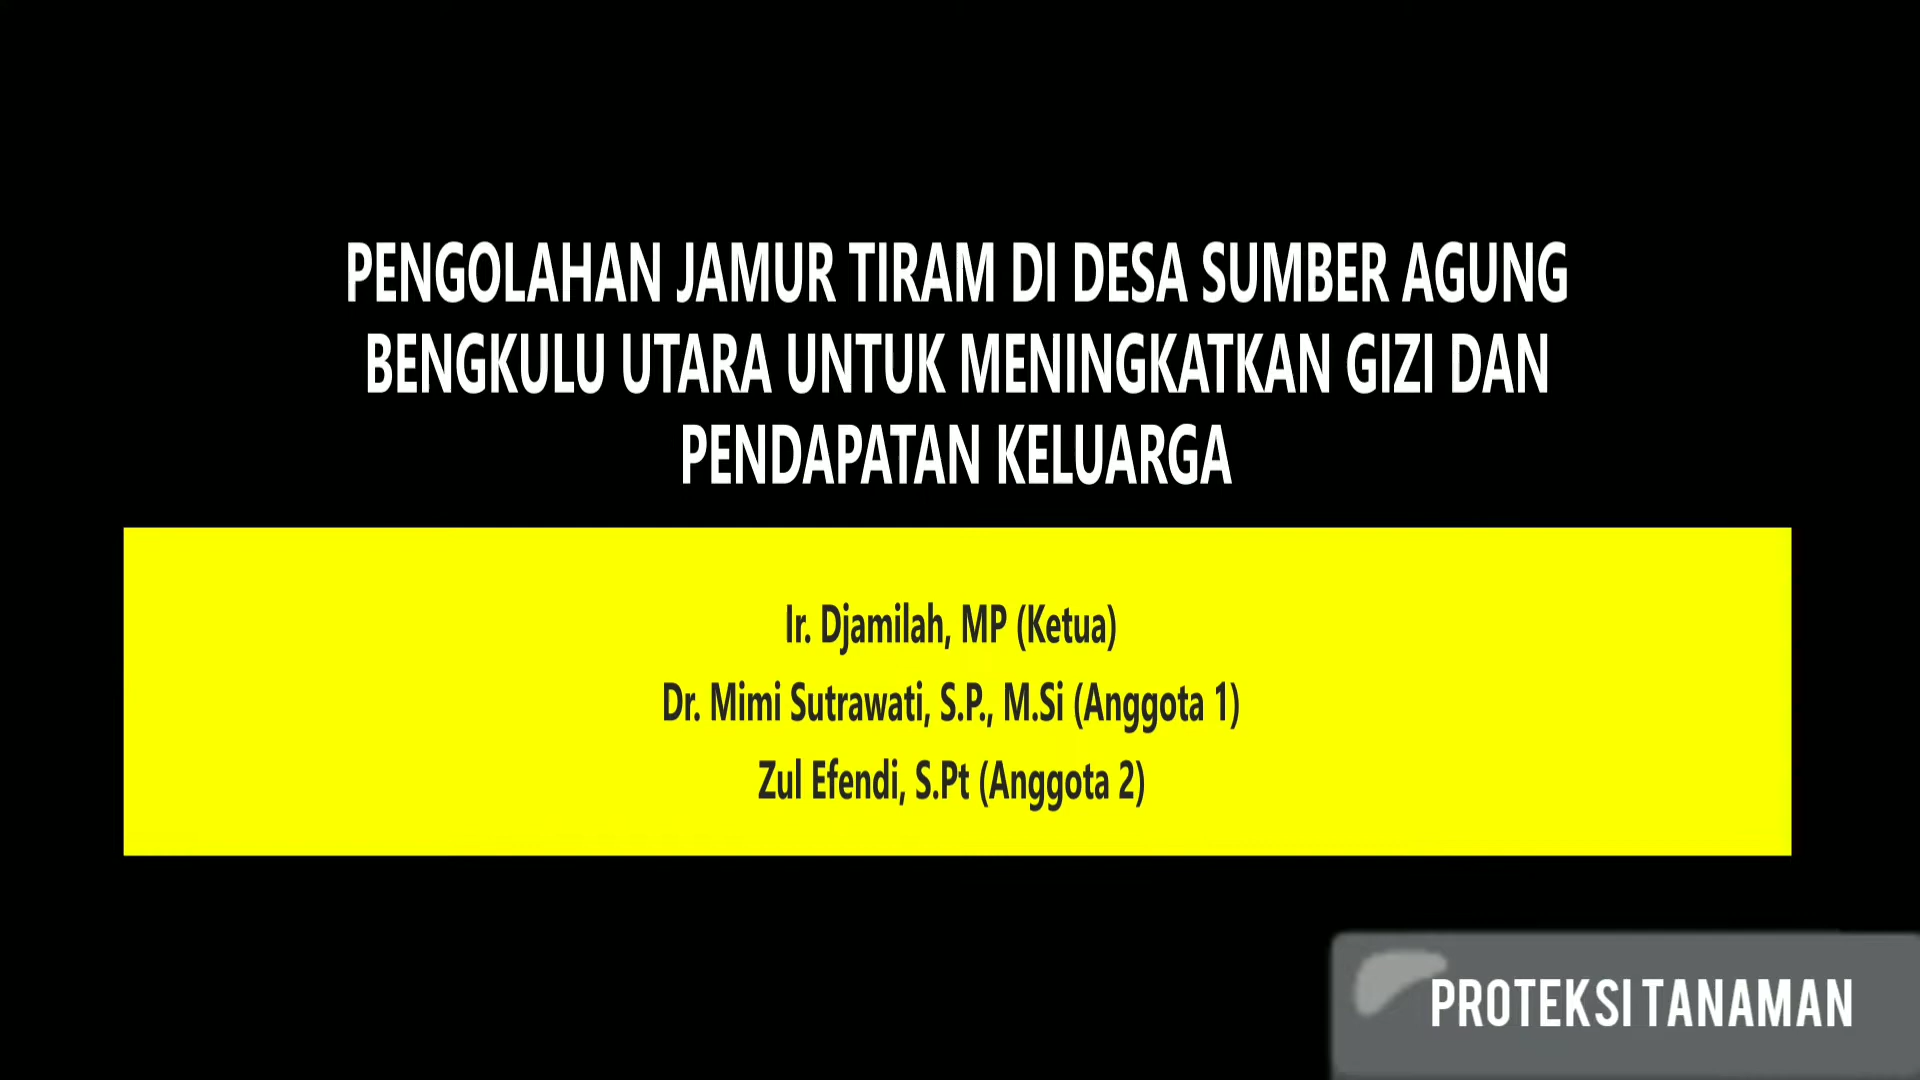 PENGOLAHAN JAMUR TIRAM DI DESA SUMBER AGUNG
BENGKULU UTARA UNTUK MENINGKATKAN GIZI DAN
PENDAPATAN KELUARGA
Ir. Djamilah, MP (Ketua)
Dr. Mimi Sutrawati, S.P., M.Si (Anggota 1)
Zul Efendi, S.Pt (Anggota 2)
PROTEKSI TANAMAN